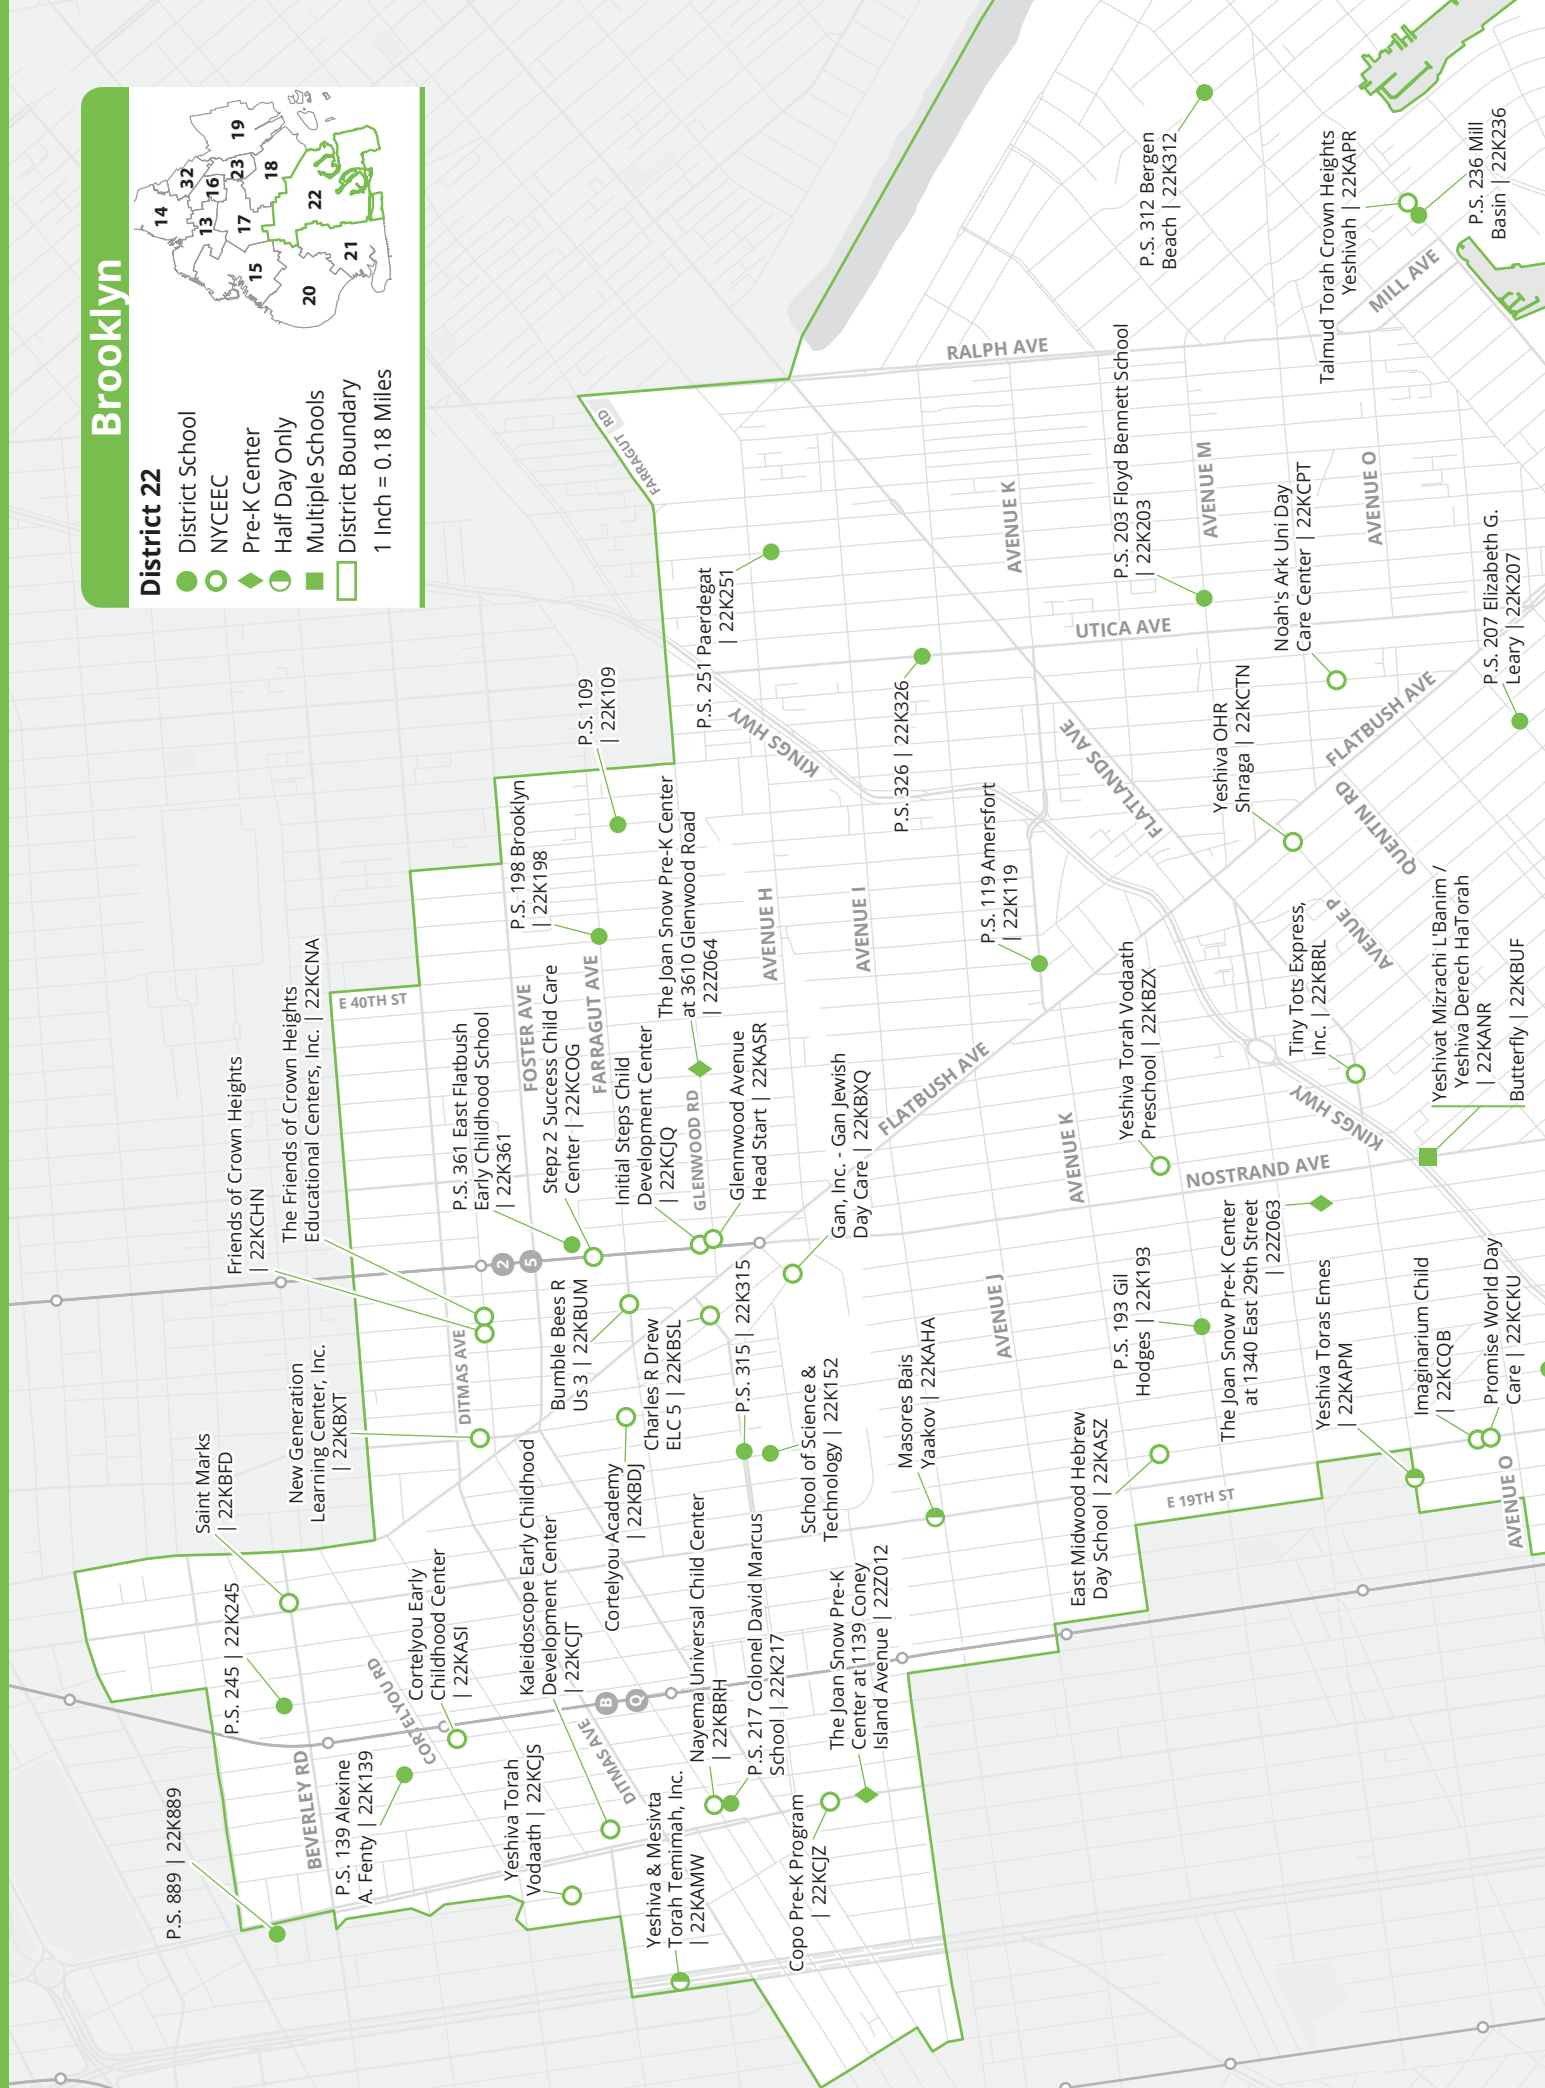 Brooklyn
District 22
District School
NYCEEC
Pre-K Center
Half Day Only
Multiple Schools
District Boundary
1 Inch = 0.18 Miles
14
32
19
13
16
23
18
17
15
22
20
21
P.S. 889 | 22K889
P.S. 245 | 22K245
Saint Marks
| 22KBFD
Friends of Crown Heights
| 22KCHN
The Friends of Crown Heights
Educational Centers, Inc. | 22KCNA
New Generation
Learning Center, Inc.
| 22KBXT
E 40TH ST
BEVERLEY RD
P.S. 139 Alexine
A. Fenty | 22K139
CORTELYOU RD
Cortelyou Early
Childhood Center
| 22KASI
DITMAS AVE
P.S. 361 East Flatbush
Early Childhood School
| 22K361
P.S. 198 Brooklyn
| 22K198
P.S. 109
| 22K109
FARRAGUT RD
2
5
FOSTER AVE
Stepz 2 Success Child Care
Center | 22KCOG
FARRAGUT AVE
Yeshiva Torah
Vodaath | 22KCJS
Kaleidoscope Early Childhood
Development Center
| 22KCJT
Bumble Bees R
Us 3 | 22KBUM
Initial Steps Child
Development Center
| 22KCJQ
B
Q
DITMAS AVE
Cortelyou Academy
| 22KBDJ
Charles R Drew
ELC 5 | 22KBSL
The Joan Snow Pre-K Center
at 3610 Glenwood Road
| 22Z064
GLENWOOD RD
Yeshiva & Mesivta
Torah Temimah, Inc.
| 22KAMW
Nayema Universal Child Center
| 22KBRH
P.S. 315 | 22K315
Glennwood Avenue
Head Start | 22KASR
P.S. 251 Paerdegat
| 22K251
KINGS HWY
P.S. 217 Colonel David Marcus
School | 22K217
AVENUE H
Copo Pre-K Program
| 22KCJZ
The Joan Snow Pre-K
Center at 1139 Coney
Island Avenue | 22Z012
School of Science &
Technology | 22K152
Gan, Inc. - Gan Jewish
Day Care | 22KBXQ
AVENUE I
P.S. 326 | 22K326
Masores Bais
Yaakov | 22KAHA
FLATBUSH AVE
P.S. 119 Amersfort
| 22K119
AVENUE K
RALPH AVE
AVENUE J
AVENUE K
FLATLANDS AVE
UTICA AVE
East Midwood Hebrew
Day School | 22KASZ
P.S. 193 Gil
Hodges | 22K193
Yeshiva Torah Vodaath
Preschool | 22KBZX
P.S. 203 Floyd Bennett School
| 22K203
P.S. 312 Bergen
Beach | 22K312
E 19TH ST
NOSTRAND AVE
AVENUE M
The Joan Snow Pre-K Center
at 1340 East 29th Street
| 22Z063
Yeshiva OHR
Shraga | 22KCTN
Noah's Ark Uni Day
Care Center | 22KCPT
Yeshiva Toras Emes
| 22KAPM
KINGS HWY
Tiny Tots Express,
Inc. | 22KBRL
AVENUE P
QUENTIN RD
FLATBUSH AVE
AVENUE O
Talmud Torah Crown Heights
Yeshivah | 22KAPR
MILL AVE
Imaginarium Child
| 22KCQB
Yeshivat Mizrachi L'Banim /
Yeshiva Derech HaTorah
| 22KANR
Butterfly | 22KBUF
Promise World Day
Care | 22KCKU
AVENUE O
P.S. 207 Elizabeth G.
Leary | 22K207
P.S. 236 Mill
Basin | 22K236